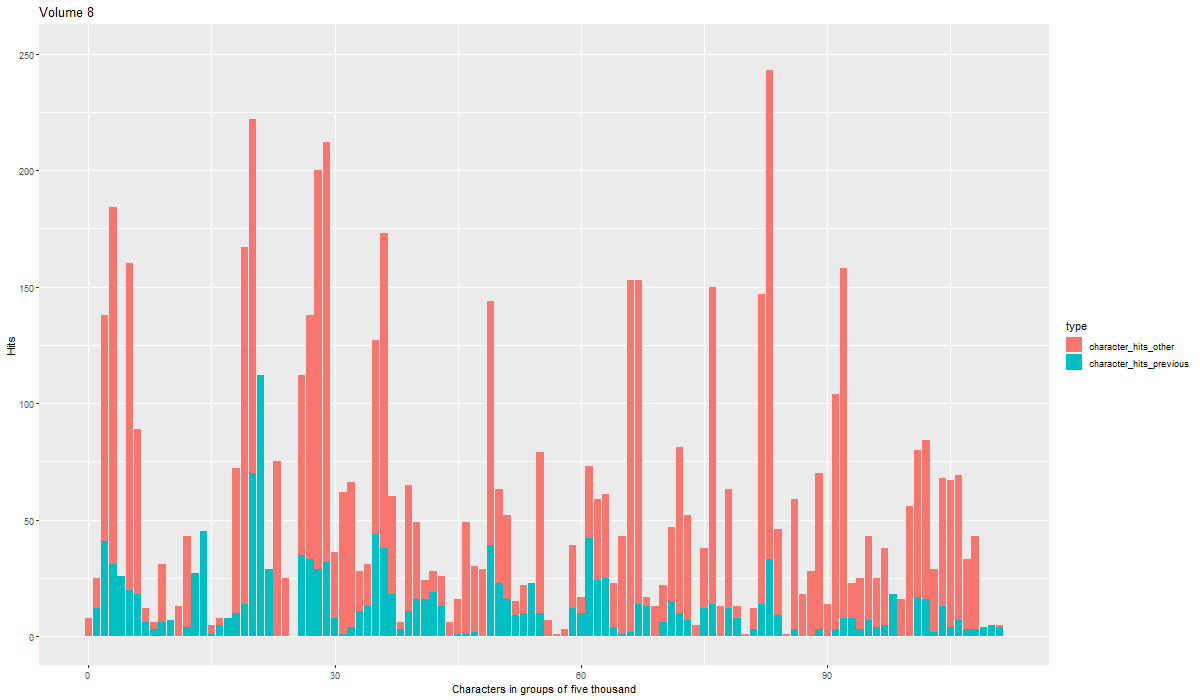 Volume 8
250
200
150
100
50
0
Hits
0
30
60
90
Characters in groups of five thousand
type
character_hits_other
character_hits_previous